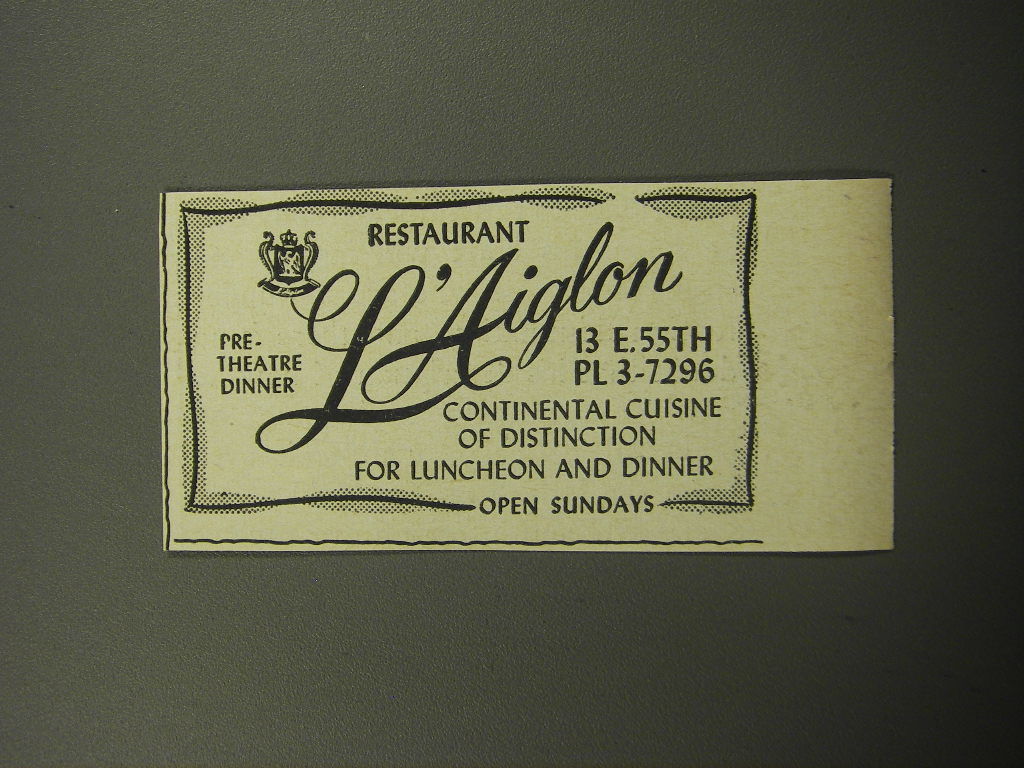 RESTAURANT
L'Aiglon
L'Aiglon
PRE-
THEATRE
DINNER
13 E. 55TH
PL 3-7296
CONTINENTAL CUISINE
OF DISTINCTION
FOR LUNCHEON AND DINNER
OPEN SUNDAYS